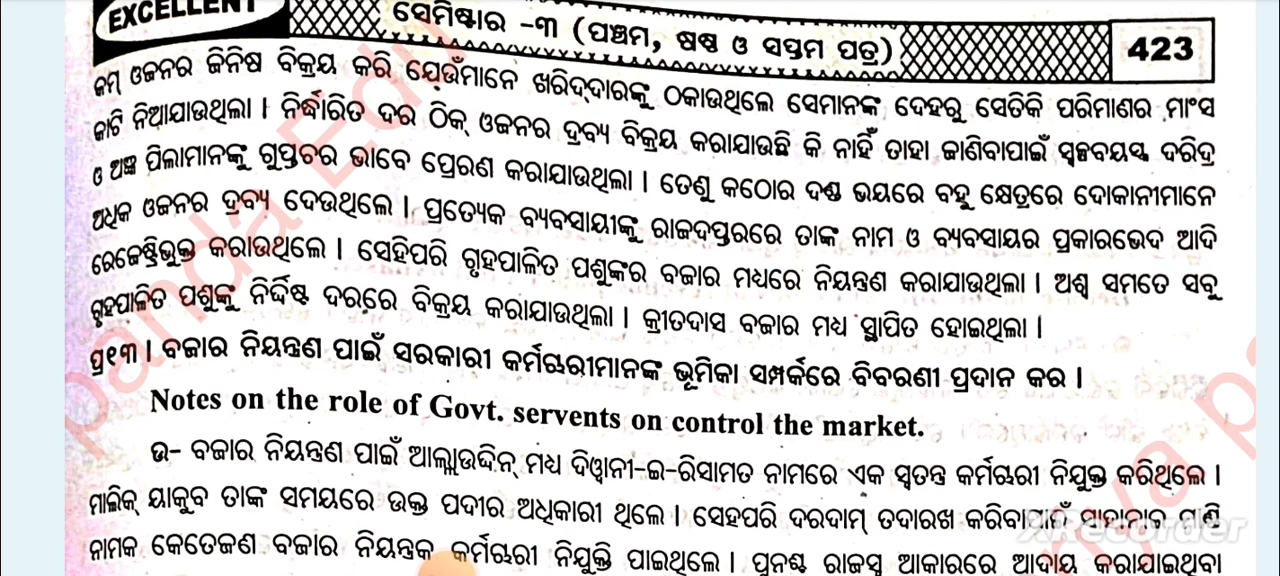 EXCELLENT
ସେମିଷ୍ଟାର -୩ (ପଞ୍ଚମ, ଷଷ୍ଠ ଓ ସପ୍ତମ ପତ୍ର)
423
କମ୍ ଓଜନର ଜିନିଷ ବିକ୍ରୟ କରି ଯେଉଁମାନେ ଖରିଦ୍‌ଦାରଙ୍କୁ ଠକାଉଥିଲେ ସେମାନଙ୍କ ଦେହରୁ ସେତିକି ପରିମାଣର ମାଂସ
କାଟି ନିଆଯାଉଥିଲା । ନିର୍ଦ୍ଧାରିତ ଦର ଠିକ୍ ଓଜନର ଦ୍ରବ୍ୟ ବିକ୍ରୟ କରାଯାଉଛି କି ନାହିଁ ତାହା ଜାଣିବାପାଇଁ ସ୍ୱଳ୍ପବୟସ୍କ ଦରିଦ୍ର
ଓ ଅଜ୍ଞ ପିଲାମାନଙ୍କୁ ଗୁପ୍ତଚର ଭାବେ ପ୍ରେରଣ କରାଯାଉଥିଲା । ତେଣୁ କଠୋର ଦଣ୍ଡ ଭୟରେ ବହୁ କ୍ଷେତ୍ରରେ ଦୋକାନୀମାନେ
ଅଧିକ ଓଜନର ଦ୍ରବ୍ୟ ଦେଉଥିଲେ । ପ୍ରତ୍ୟେକ ବ୍ୟବସାୟୀଙ୍କୁ ରାଜଦପ୍ତରରେ ତାଙ୍କ ନାମ ଓ ବ୍ୟବସାୟର ପ୍ରକାରଭେଦ ଆଦି
ରେଜେଷ୍ଟ୍ରିଭୁକ୍ତ କରାଉଥିଲେ । ସେହିପରି ଗୃହପାଳିତ ପଶୁଙ୍କର ବଜାର ମଧ୍ୟରେ ନିୟନ୍ତ୍ରଣ କରାଯାଉଥିଲା । ଅଶ୍ୱ ସମତେ ସବୁ
ଗୃହପାଳିତ ପଶୁଙ୍କୁ ନିର୍ଦ୍ଦିଷ୍ଟ ଦରରେ ବିକ୍ରୟ କରାଯାଉଥିଲା । କ୍ରୀତଦାସ ବଜାର ମଧ୍ୟ ସ୍ଥାପିତ ହୋଇଥିଲା ।
ପ୍ର୧୩ । ବଜାର ନିୟନ୍ତ୍ରଣ ପାଇଁ ସରକାରୀ କର୍ମଚାରୀମାନଙ୍କ ଭୂମିକା ସମ୍ପର୍କରେ ବିବରଣୀ ପ୍ରଦାନ କର ।
Notes on the role of Govt. servents on control the market.
ଉ- ବଜାର ନିୟନ୍ତ୍ରଣ ପାଇଁ ଆଲ୍ଲାଉଦ୍ଦିନ୍ ମଧ୍ୟ ଦିୱାନୀ-ଇ-ରିସାମତ ନାମରେ ଏକ ସ୍ୱତନ୍ତ୍ର କର୍ମଚାରୀ ନିଯୁକ୍ତ କରିଥିଲେ ।
ମାଲିକ୍ ୟାକୁବ ତାଙ୍କ ସମୟରେ ଉକ୍ତ ପଦୀର ଅଧିକାରୀ ଥିଲେ । ସେହପରି ଦରଦାମ୍ ତଦାରଖ କରିବାପାଇଁ ସାହାନାଇ
ନାମକ କେତେଜଣ ବଜାର ନିୟନ୍ତ୍ରକ କର୍ମଚାରୀ ନିଯୁକ୍ତି ପାଇଥିଲେ । ପୁନଶ୍ଚ ରାଜସ୍ୱ ଆକାରରେ ଆଦାୟ କରାଯାଇଥିବା
XRecorder